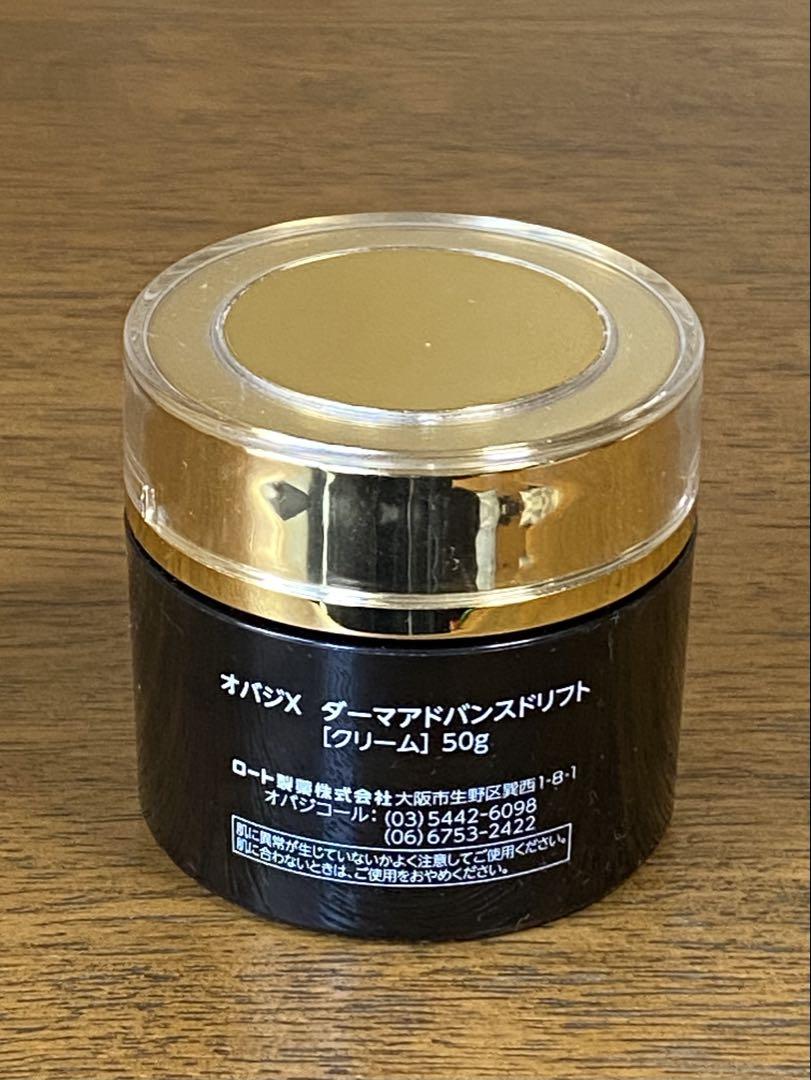 オバジX ダーマアドバンスドリフト
[クリーム] 50g
ロート製薬株式会社 大阪市生野区巽西1-8-1
オバジコール：(03)5442-6098
(06)6753-2422
肌に異常が生じていないかよく注意してご使用ください。
肌に合わないときは、ご使用をおやめください。